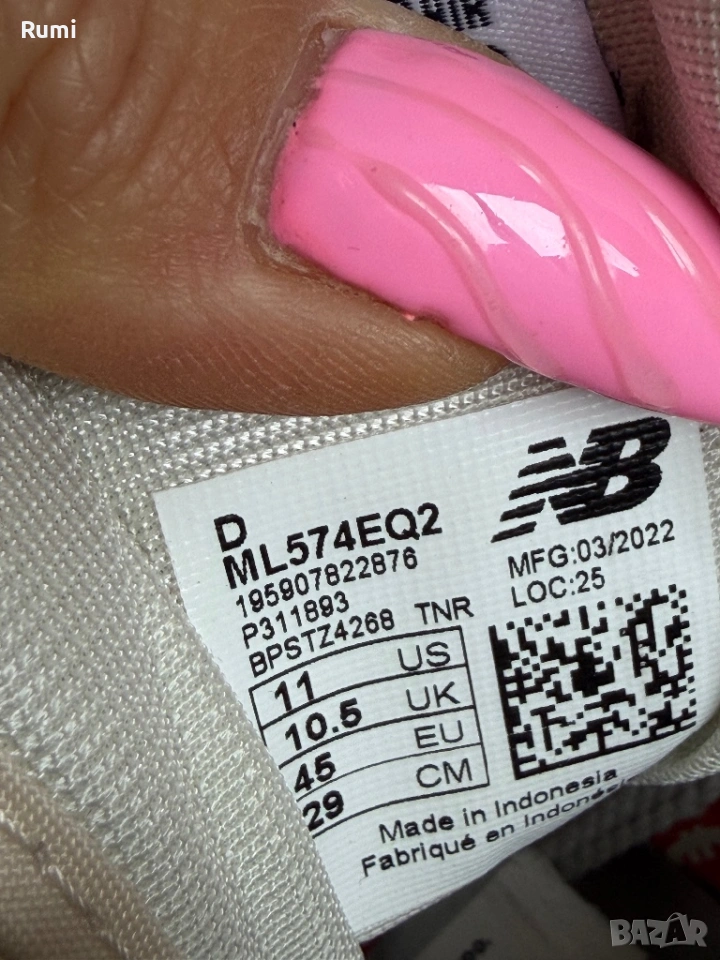 Rumi
D
ML574EQ2
195907822876
P311893
BPSTZ4268 TNR
11 US
10.5 UK
45 EU
29 CM
NB
MFG:03/2022
LOC:25
Made in Indonesia
Fabriqué en Indonésie
BAZAR